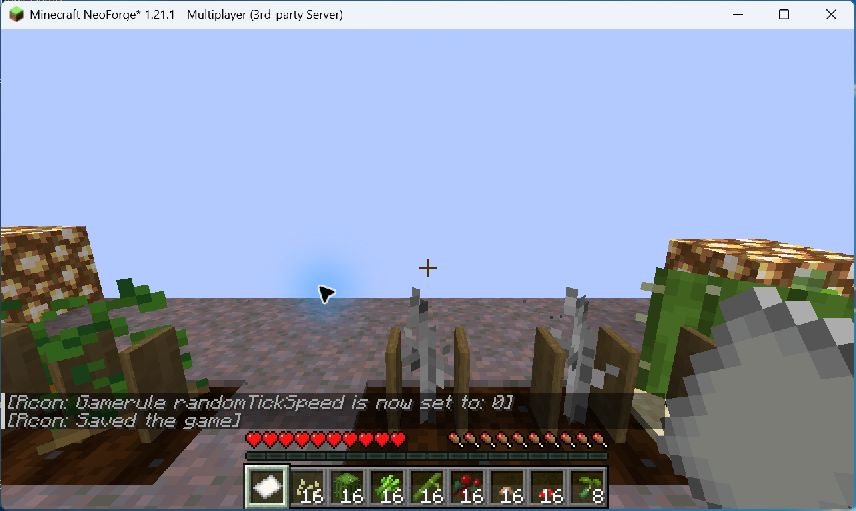 Minecraft NeoForge* 1.21.1 - Multiplayer (3rd-party Server)
[Rcon: Gamerule randomTickSpeed is now set to: 0]
[Rcon: Saved the game]
16 16 16 16 16 16 16 8